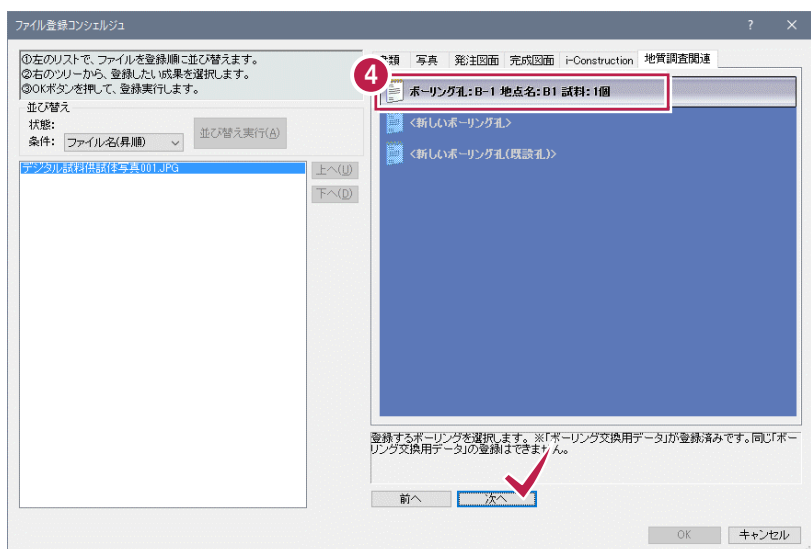 ファイル登録コンシェルジュ
①左のリストで、ファイルを登録順に並び替えます。
②右のツリーから、登録したい成果を選択します。
③OKボタンを押して、登録実行します。
並び替え
状態:
条件: ファイル名(昇順)
並び替え実行(A)
デジタル試料供試体写真001.JPG
上へ(U)
下へ(D)
類 写真 発注図面 完成図面 i-Construction 地質調査関連
4
ボーリング孔:B-1 地点名:B1 試料:1個
<新しいボーリング孔>
<新しいボーリング孔(既設孔)>
登録するボーリングを選択します。※「ボーリング交換用データ」が登録済みです。同じ「ボー
リング交換用データ」の登録はできません。
前へ 次へ
OK キャンセル